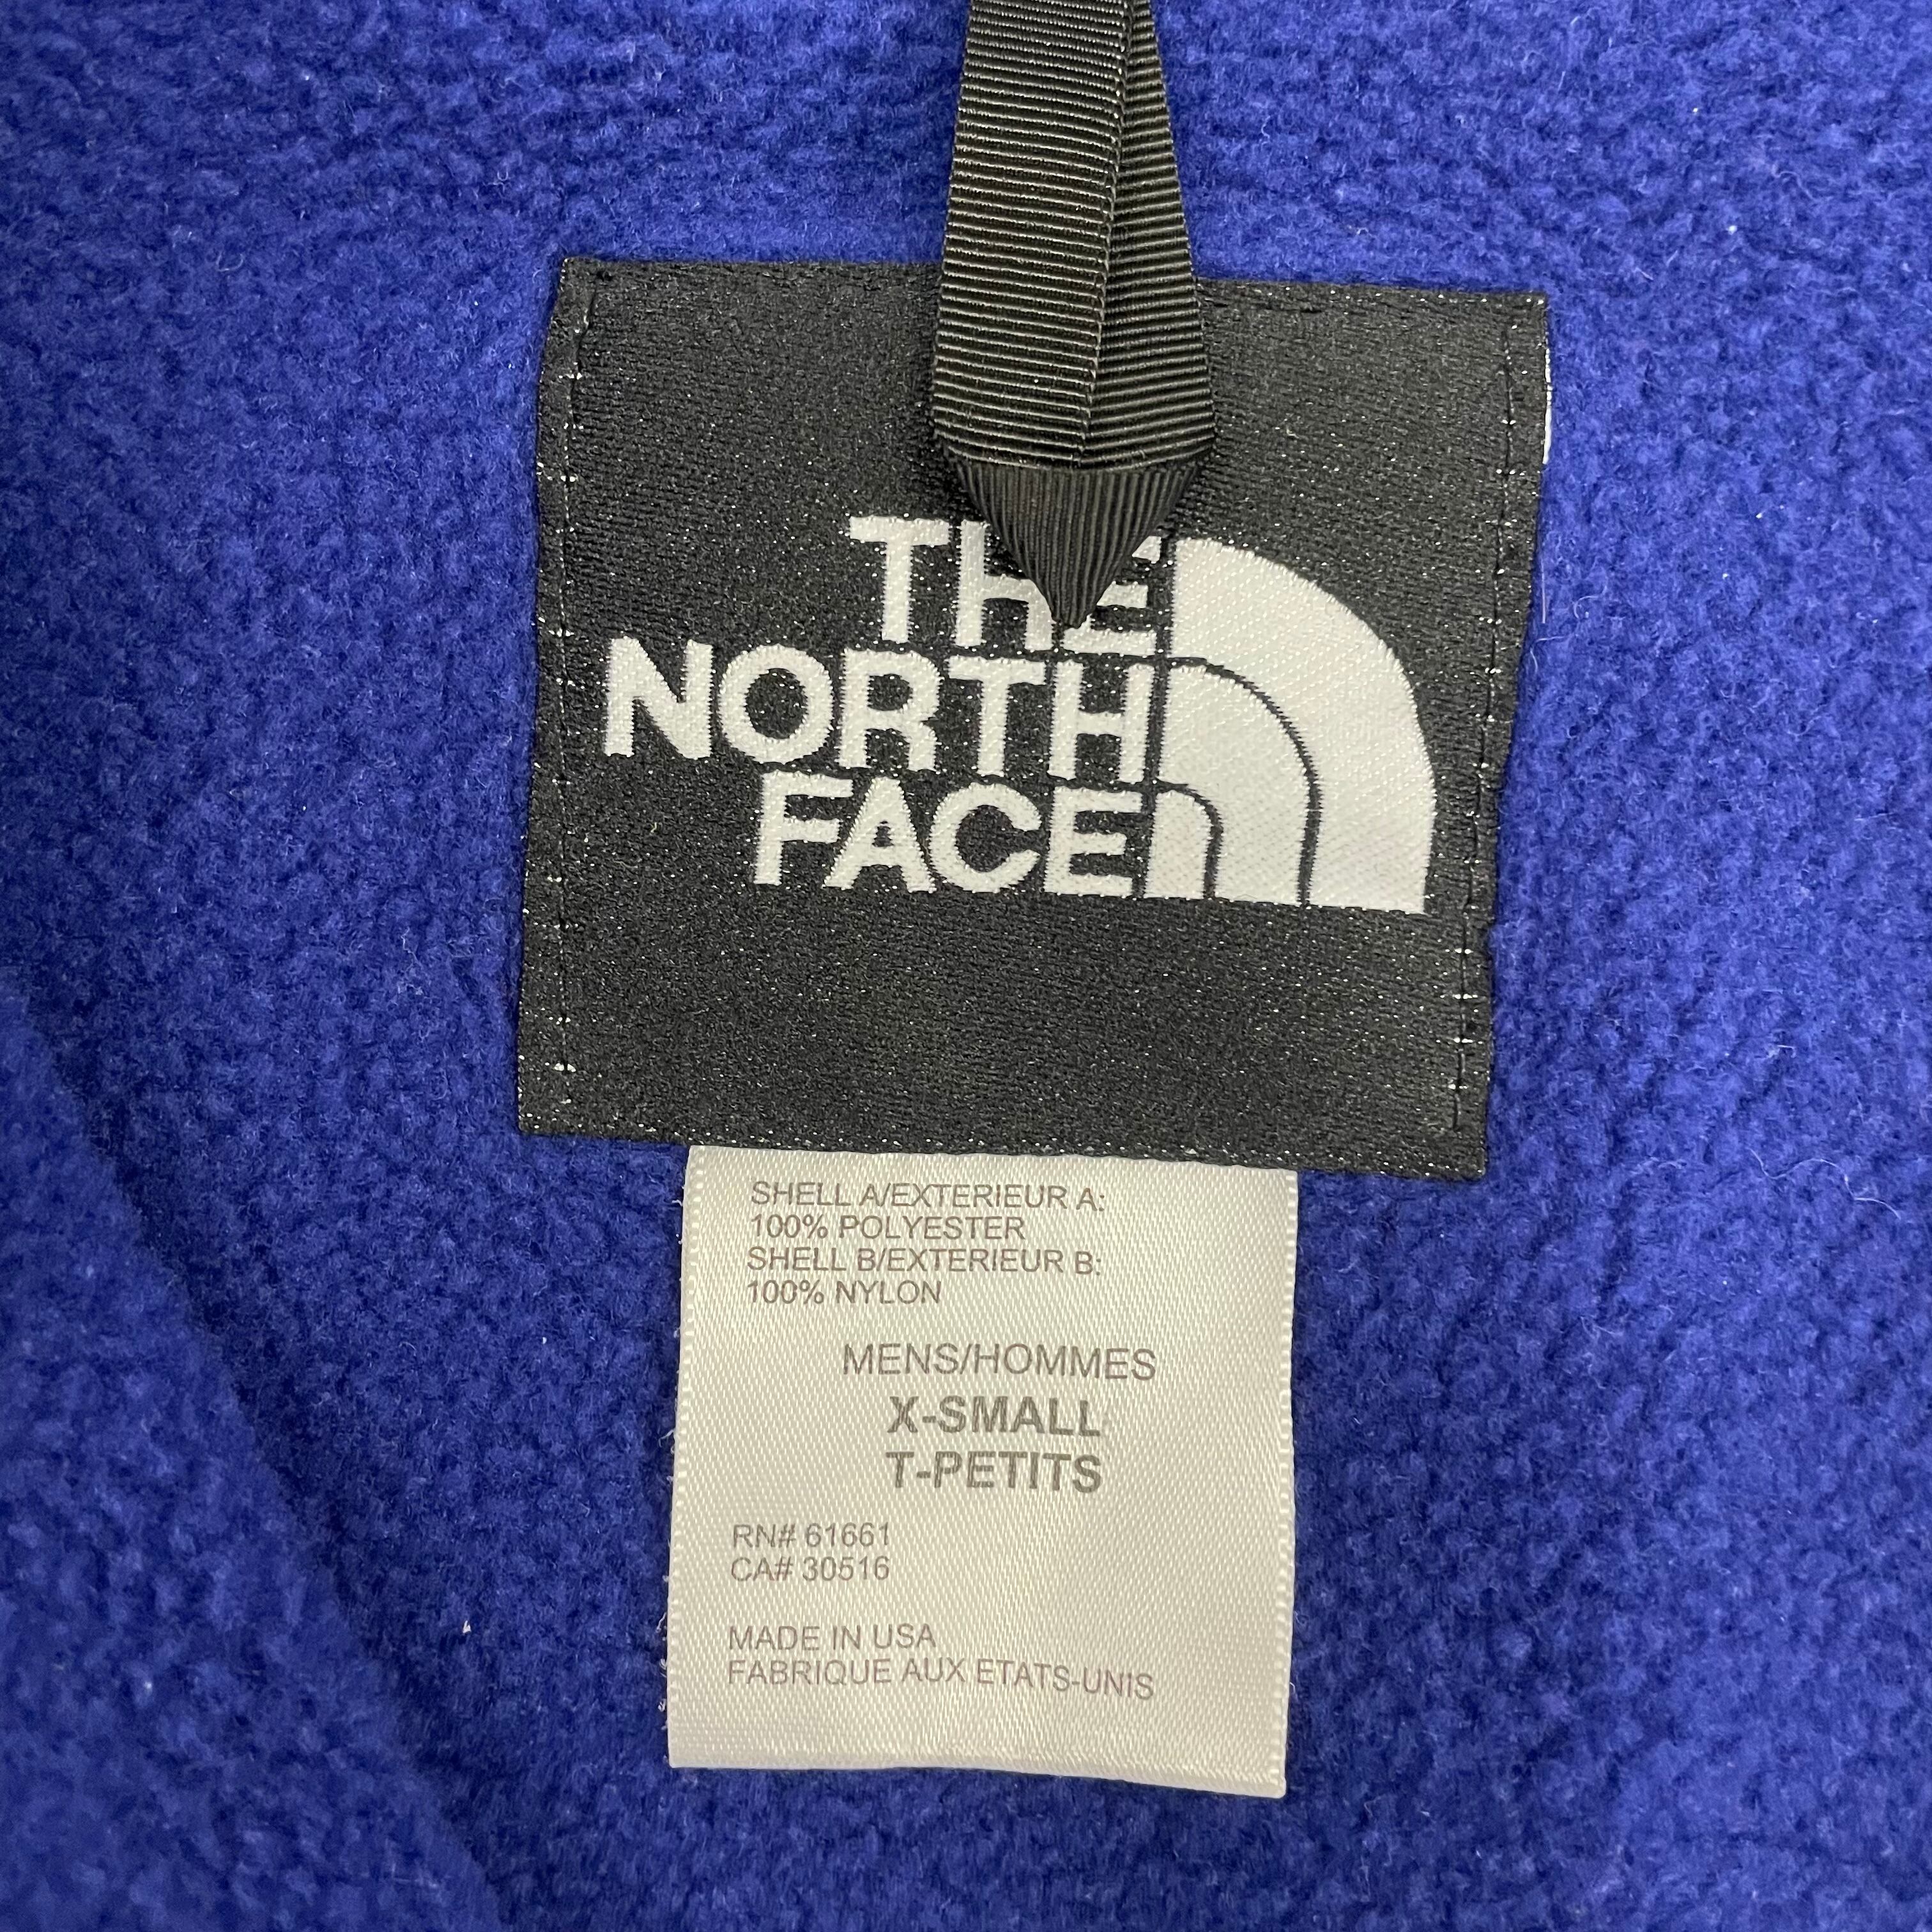 THE
NORTH
FACE
SHELL A/EXTERIEUR A:
100% POLYESTER
SHELL B/EXTERIEUR B:
100% NYLON
MENS/HOMMES
X-SMALL
T-PETITS
RN# 61661
CA# 30516
MADE IN USA
FABRIQUE AUX ETATS-UNIS